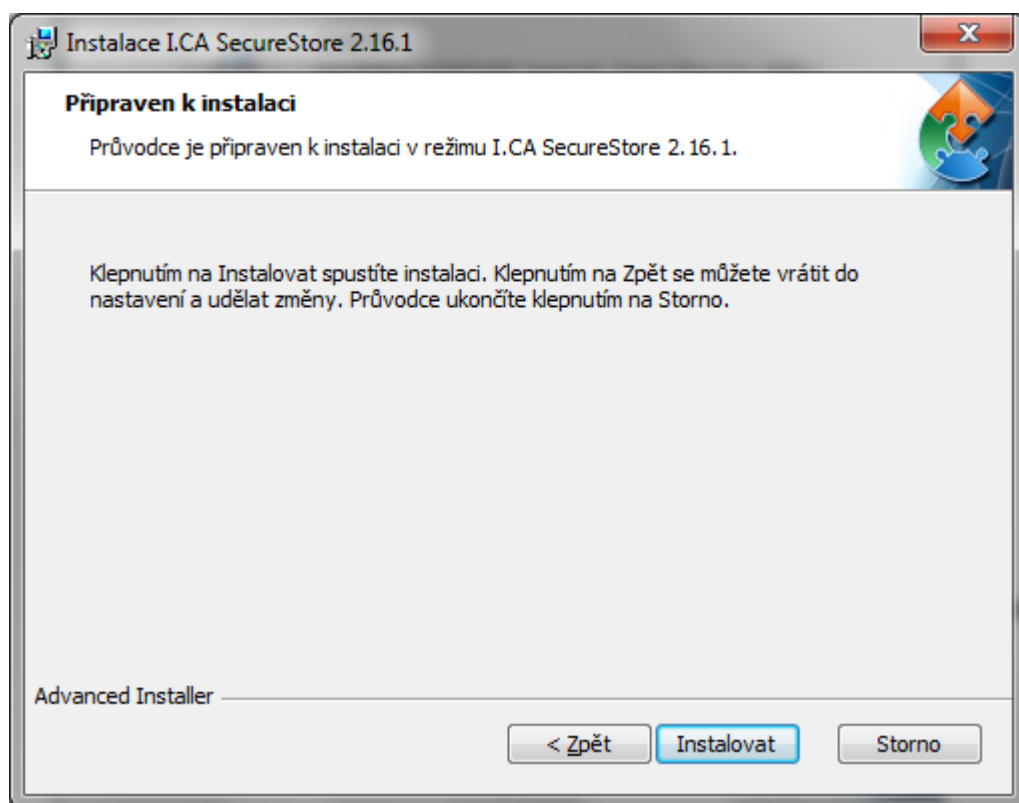 Instalace I.CA SecureStore 2.16.1
Připraven k instalaci
Průvodce je připraven k instalaci v režimu I.CA SecureStore 2.16.1.
Klepnutím na Instalovat spustíte instalaci. Klepnutím na Zpět se můžete vrátit do
nastavení a udělat změny. Průvodce ukončíte klepnutím na Storno.
Advanced Installer
< Zpět
Instalovat
Storno